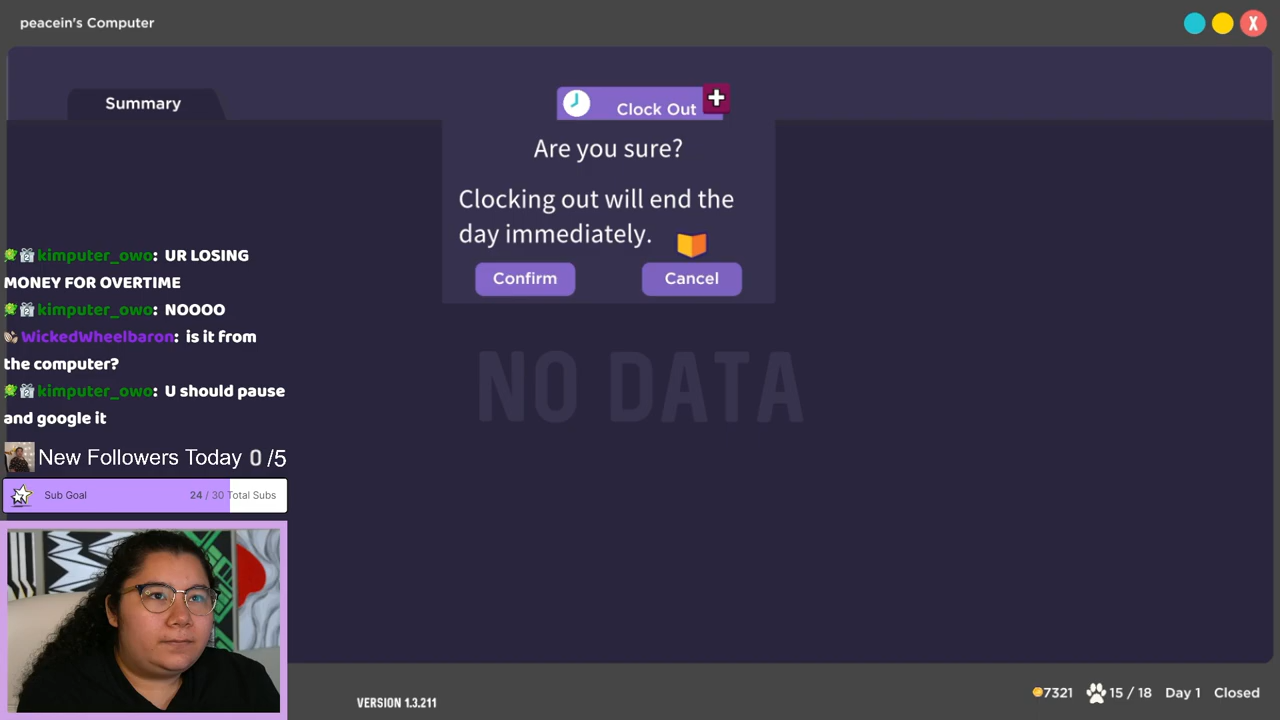 peacein's Computer
X
Summary
Clock Out
Are you sure?
Clocking out will end the
day immediately.
Confirm
Cancel
NO DATA
kimputer_owo: UR LOSING
MONEY FOR OVERTIME
kimputer_owo: NOOOO
WickedWheelbaron: is it from
the computer?
kimputer_owo: U should pause
and google it
New Followers Today 0 /5
Sub Goal
24 / 30 Total Subs
VERSION 1.3.211
7321
15 / 18
Day 1
Closed